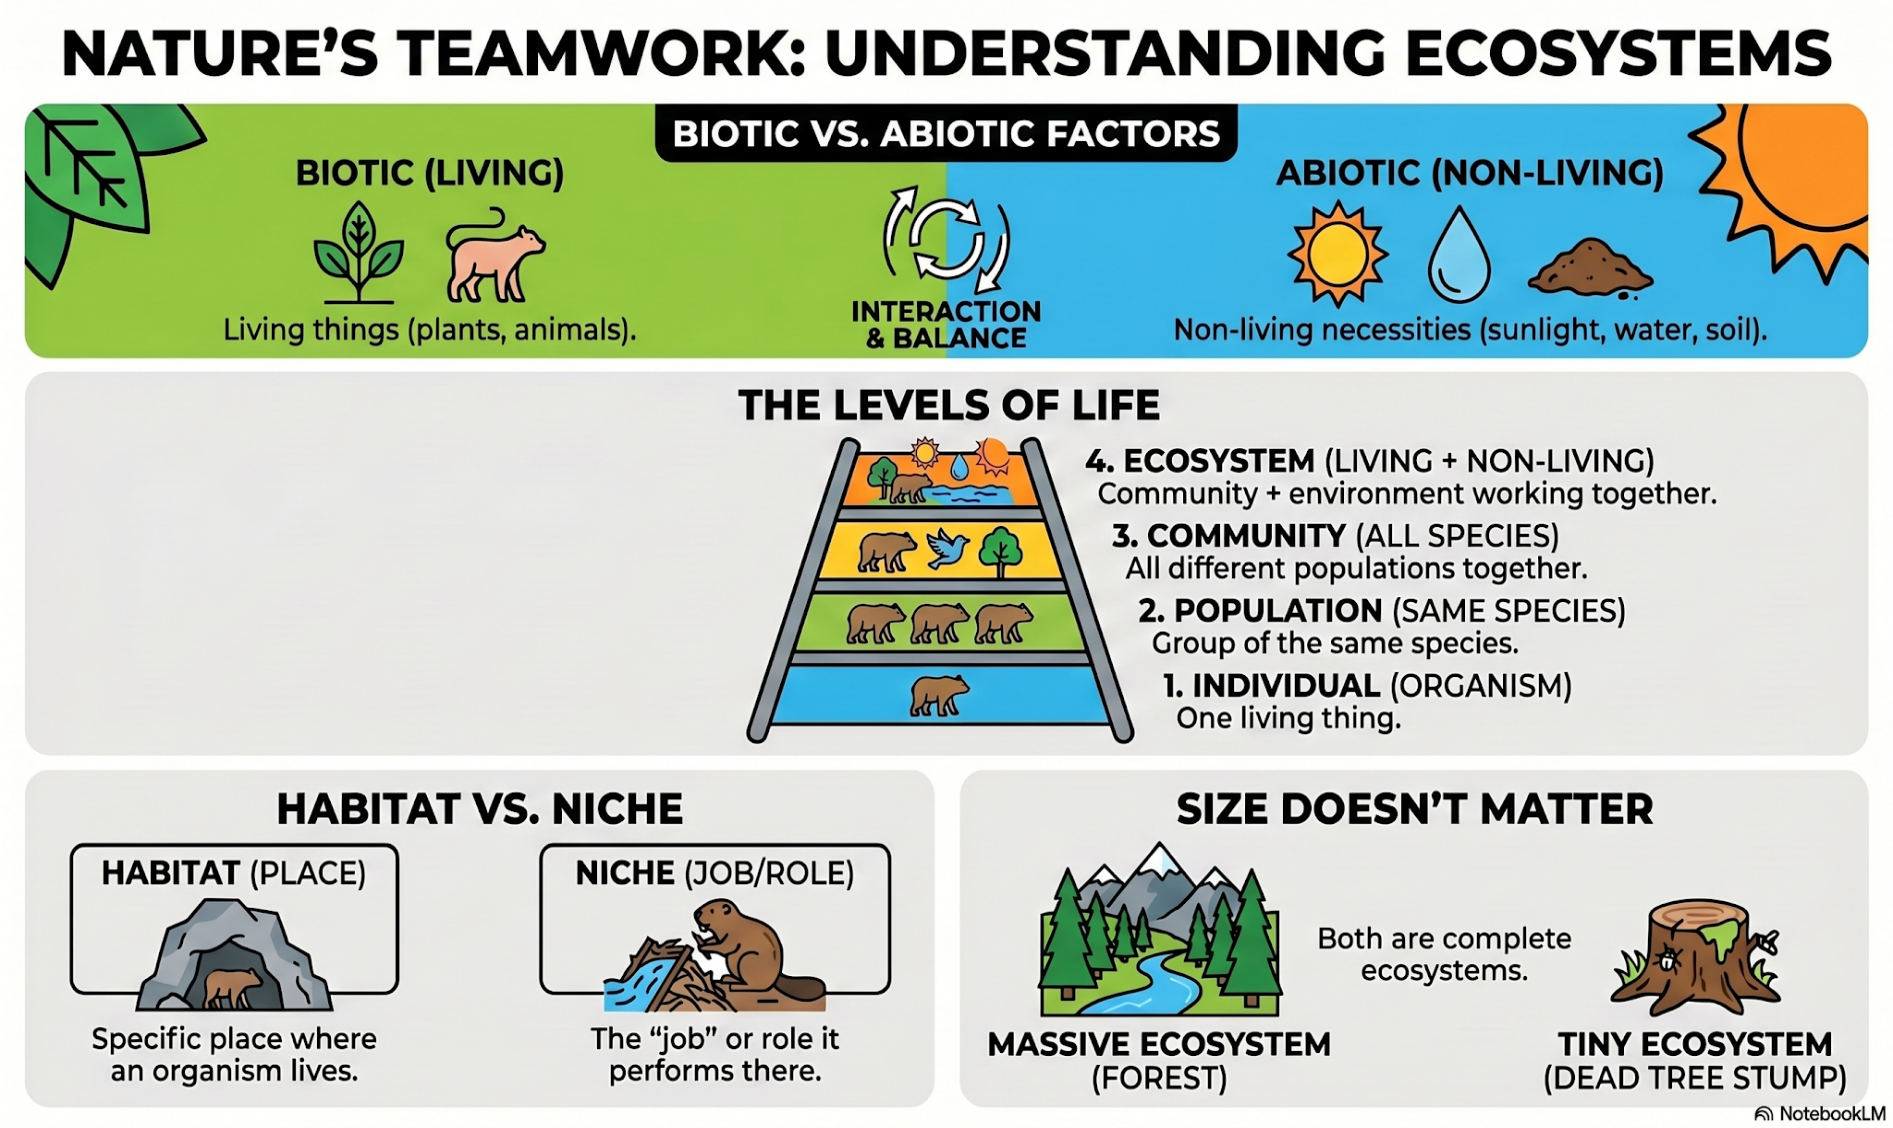 NATURE'S TEAMWORK: UNDERSTANDING ECOSYSTEMS
BIOTIC VS. ABIOTIC FACTORS
BIOTIC (LIVING)
Living things (plants, animals).
INTERACTION
& BALANCE
ABIOTIC (NON-LIVING)
Non-living necessities (sunlight, water, soil).
THE LEVELS OF LIFE
4. ECOSYSTEM (LIVING + NON-LIVING)
Community + environment working together.
3. COMMUNITY (ALL SPECIES)
All different populations together.
2. POPULATION (SAME SPECIES)
Group of the same species.
1. INDIVIDUAL (ORGANISM)
One living thing.
HABITAT VS. NICHE
HABITAT (PLACE)
Specific place where
an organism lives.
NICHE (JOB/ROLE)
The “job” or role it
performs there.
SIZE DOESN'T MATTER
MASSIVE ECOSYSTEM
(FOREST)
Both are complete
ecosystems.
TINY ECOSYSTEM
(DEAD TREE STUMP)
NotebookLM